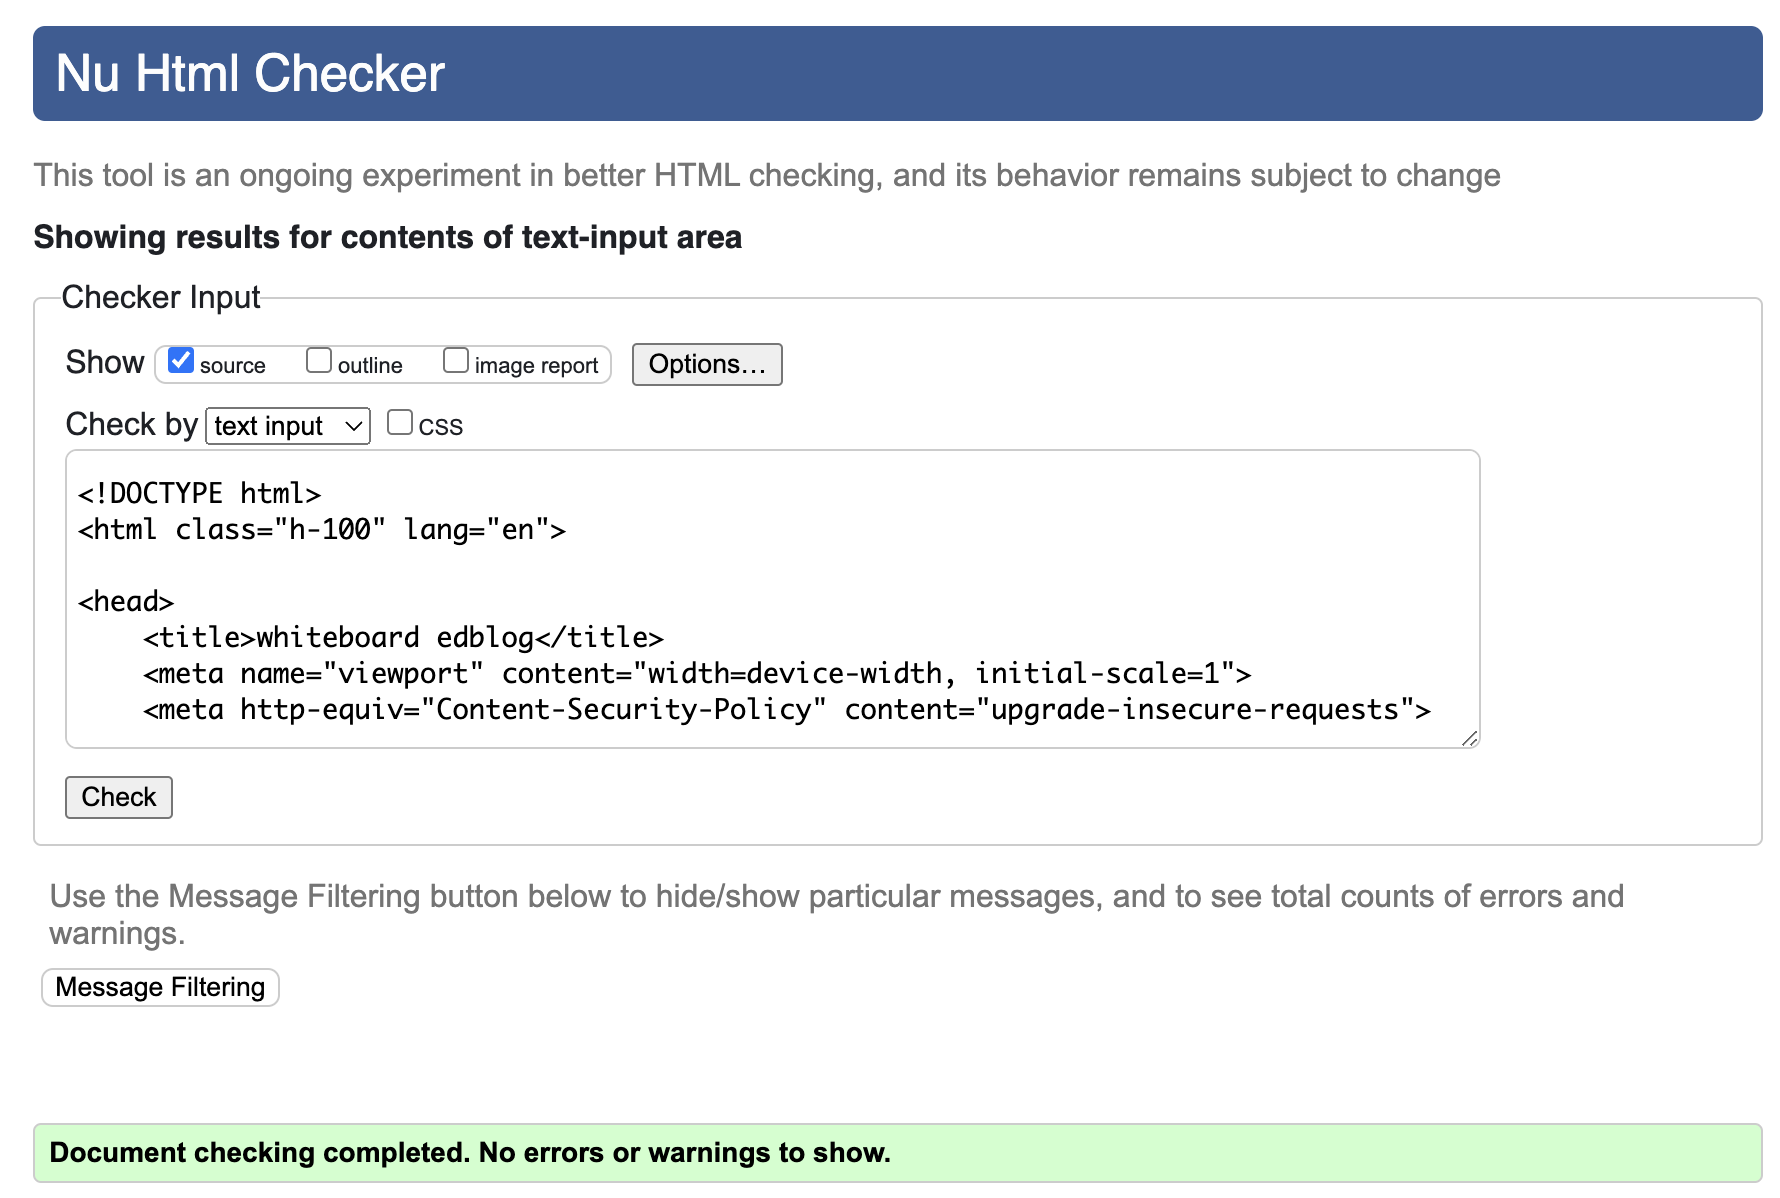 Nu Html Checker
This tool is an ongoing experiment in better HTML checking, and its behavior remains subject to change
Showing results for contents of text-input area
Checker Input
Show source outline image report Options...
Check by text input css
<!DOCTYPE html>
<html class="h-100" lang="en">
<head>
    <title>whiteboard edblog</title>
    <meta name="viewport" content="width=device-width, initial-scale=1">
    <meta http-equiv="Content-Security-Policy" content="upgrade-insecure-requests">
Check
Use the Message Filtering button below to hide/show particular messages, and to see total counts of errors and
warnings.
Message Filtering
Document checking completed. No errors or warnings to show.